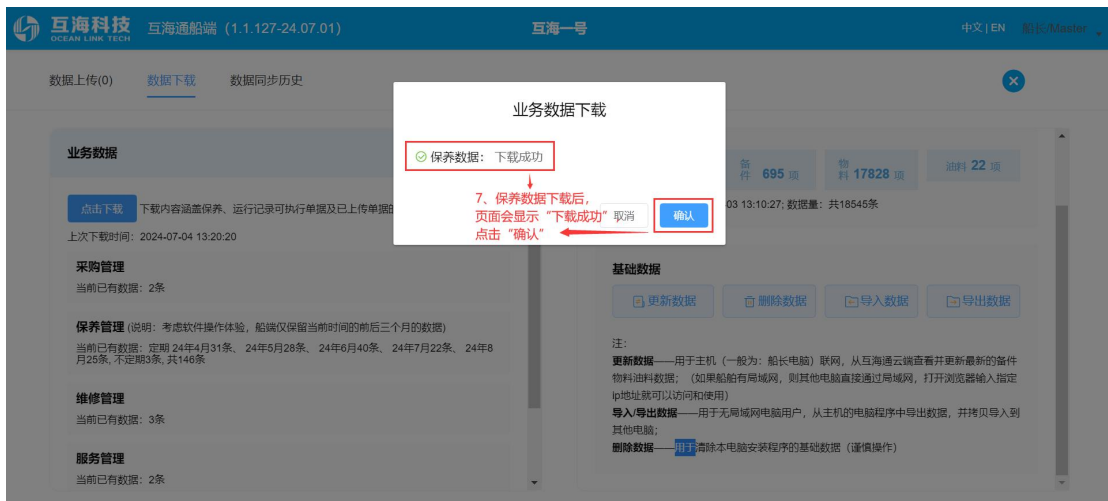 互海科技 互海通船端 (1.1.127-24.07.01) 互海一号 中文 | EN 船长/Master
OCEAN LINK TECH
数据上传(0) 数据下载 数据同步历史
业务数据下载
保养数据： 下载成功
7、保养数据下载后，
页面会显示“下载成功”
点击“确认”
取消 确认
业务数据
点击下载 下载内容涵盖保养、运行记录可执行单据及已上传单据
上次下载时间：2024-07-04 13:20:20
采购管理
当前已有数据：2条
保养管理 (说明：考虑软件操作体验，船端仅保留当前时间的前后三个月的数据)
当前已有数据：定期 24年4月31条、 24年5月28条、 24年6月40条、 24年7月22条、 24年8
月25条, 不定期3条, 共146条
维修管理
当前已有数据：3条
服务管理
当前已有数据：2条
备件 695 项 物料 17828 项 油料 22 项
03 13:10:27; 数据量：共18545条
基础数据
更新数据 删除数据 导入数据 导出数据
注：
更新数据——用于主机（一般为：船长电脑）联网，从互海通云端查看并更新最新的备件
物料油料数据；（如果船舶有局域网，则其他电脑直接通过局域网，打开浏览器输入指定
ip地址就可以访问和使用）
导入/导出数据——用于无局域网电脑用户，从主机的电脑程序中导出数据，并拷贝导入到
其他电脑；
删除数据——用于清除本电脑安装程序的基础数据（谨慎操作）